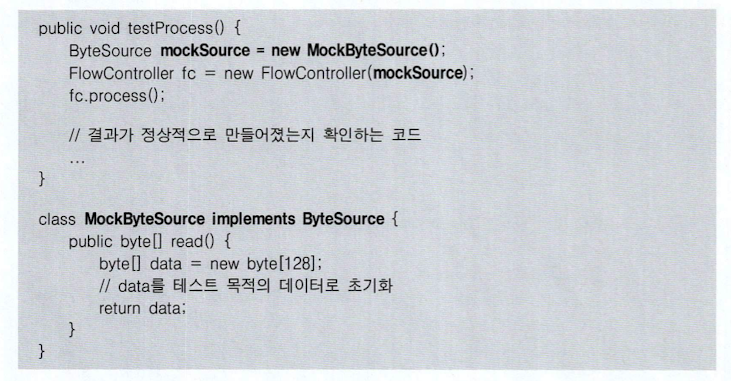 public void testProcess() {
ByteSource mockSource = new MockByteSource();
FlowController fc = new FlowController(mockSource);
fc.process();
// 결과가 정상적으로 만들어졌는지 확인하는 코드
...
}
class MockByteSource implements ByteSource {
public byte[] read() {
byte[] data = new byte[128];
// data를 테스트 목적의 데이터로 초기화
return data;
}
}